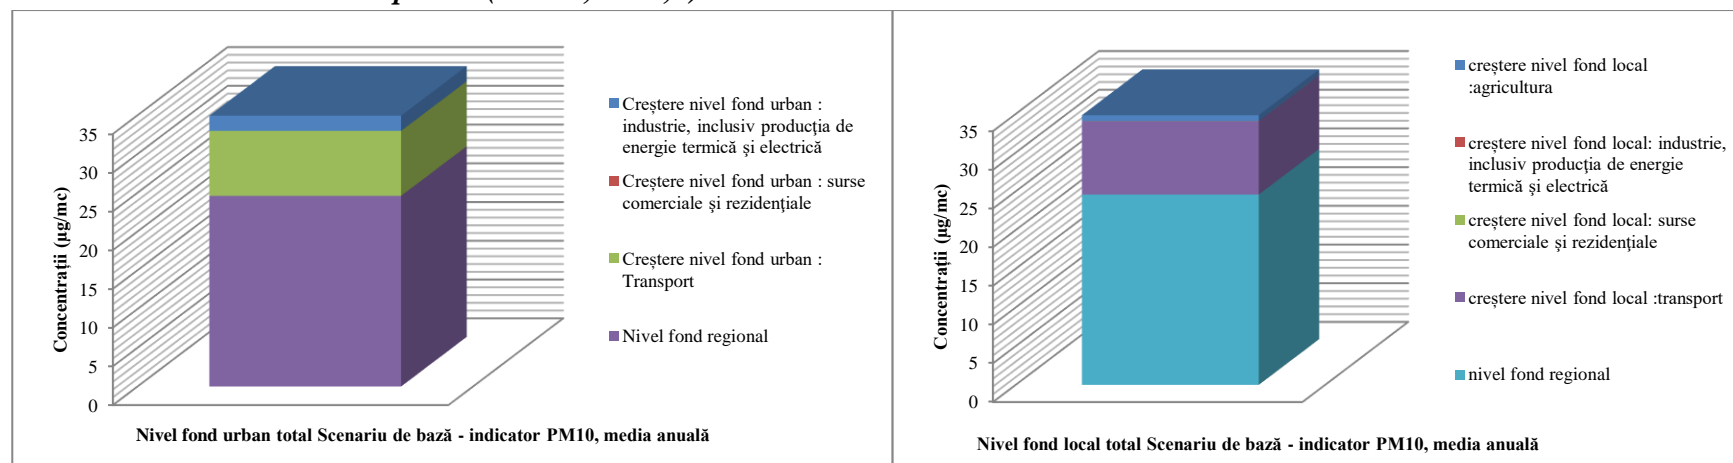 35
30
25
20
15
10
5
0
Concentrații (µg/mc)
Creștere nivel fond urban :
industrie, inclusiv producția de
energie termică și electrică
Creștere nivel fond urban : surse
comerciale și rezidențiale
Creștere nivel fond urban :
Transport
Nivel fond regional
Nivel fond urban total Scenariu de bază - indicator PM10, media anuală
35
30
25
20
15
10
5
0
Concentrații (µg/mc)
creștere nivel fond local
:agricultura
creștere nivel fond local: industrie,
inclusiv producția de energie
termică și electrică
creștere nivel fond local: surse
comerciale și rezidențiale
creștere nivel fond local :transport
nivel fond regional
Nivel fond local total Scenariu de bază - indicator PM10, media anuală